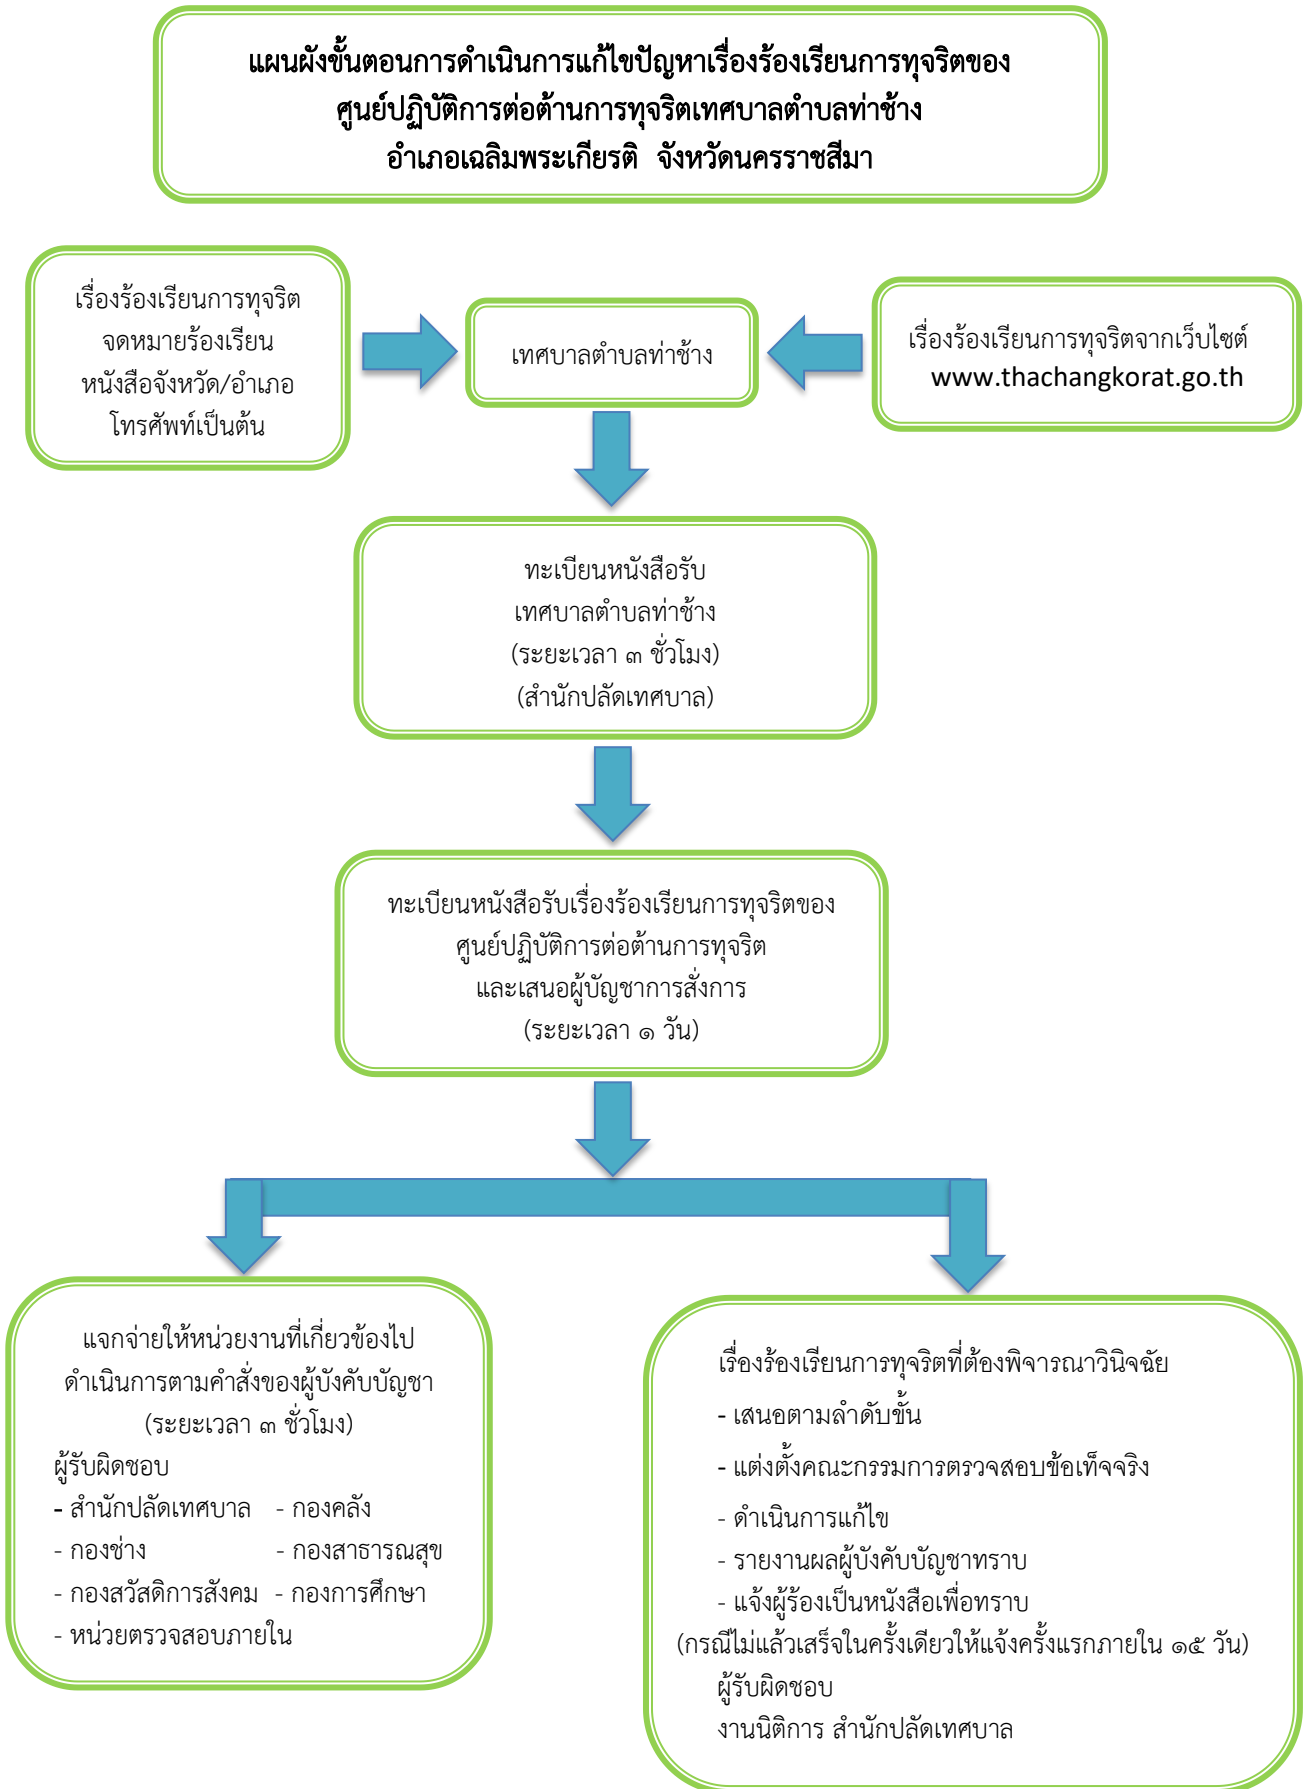 แผนผังขั้นตอนการดำเนินการแก้ไขปัญหาเรื่องร้องเรียนการทุจริตของ
ศูนย์ปฏิบัติการต่อต้านการทุจริตเทศบาลตำบลท่าช้าง
อำเภอเฉลิมพระเกียรติ จังหวัดนครราชสีมา
เรื่องร้องเรียนการทุจริต
จดหมายร้องเรียน
หนังสือจังหวัด/อำเภอ
โทรศัพท์เป็นต้น
เทศบาลตำบลท่าช้าง
เรื่องร้องเรียนการทุจริตจากเว็บไซต์
www.thachangkorat.go.th
ทะเบียนหนังสือรับ
เทศบาลตำบลท่าช้าง
(ระยะเวลา ๓ ชั่วโมง)
(สำนักปลัดเทศบาล)
ทะเบียนหนังสือรับเรื่องร้องเรียนการทุจริตของ
ศูนย์ปฏิบัติการต่อต้านการทุจริต
และเสนอผู้บัญชาการสั่งการ
(ระยะเวลา ๑ วัน)
แจกจ่ายให้หน่วยงานที่เกี่ยวข้องไป
ดำเนินการตามคำสั่งของผู้บังคับบัญชา
(ระยะเวลา ๓ ชั่วโมง)
ผู้รับผิดชอบ
- สำนักปลัดเทศบาล - กองคลัง
- กองช่าง - กองสาธารณสุข
- กองสวัสดิการสังคม - กองการศึกษา
- หน่วยตรวจสอบภายใน
เรื่องร้องเรียนการทุจริตที่ต้องพิจารณาวินิจฉัย
- เสนอตามลำดับขั้น
- แต่งตั้งคณะกรรมการตรวจสอบข้อเท็จจริง
- ดำเนินการแก้ไข
- รายงานผลผู้บังคับบัญชาทราบ
- แจ้งผู้ร้องเป็นหนังสือเพื่อทราบ
(กรณีไม่แล้วเสร็จในครั้งเดียวให้แจ้งครั้งแรกภายใน ๑๕ วัน)
ผู้รับผิดชอบ
งานนิติการ สำนักปลัดเทศบาล